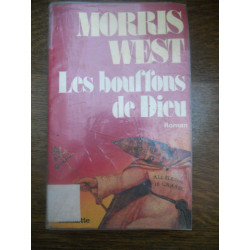 MORRIS
WEST
Les bouffons
de Dieu
Roman